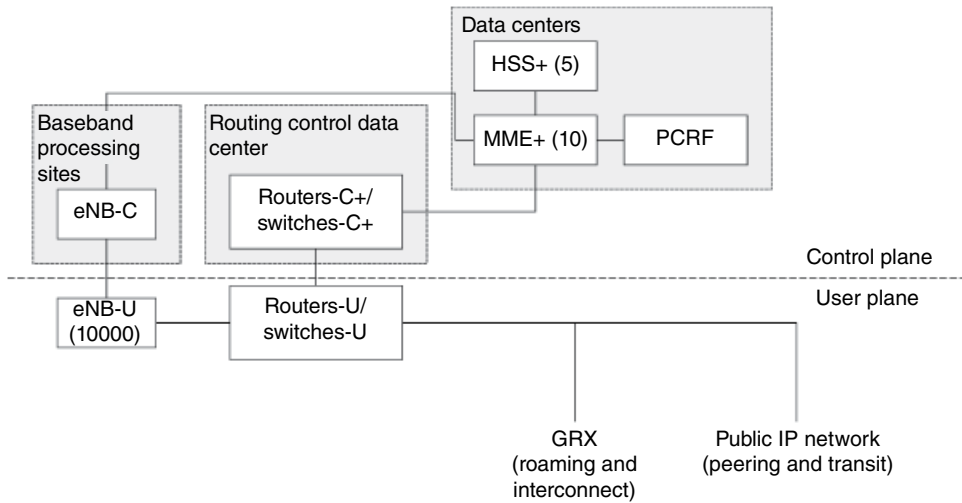 Data centers
HSS+ (5)
MME+ (10)
PCRF
Baseband
processing
sites
eNB-C
Routing control data
center
Routers-C+/
switches-C+
Control plane
User plane
eNB-U
(10000)
Routers-U/
switches-U
GRX
(roaming and
interconnect)
Public IP network
(peering and transit)